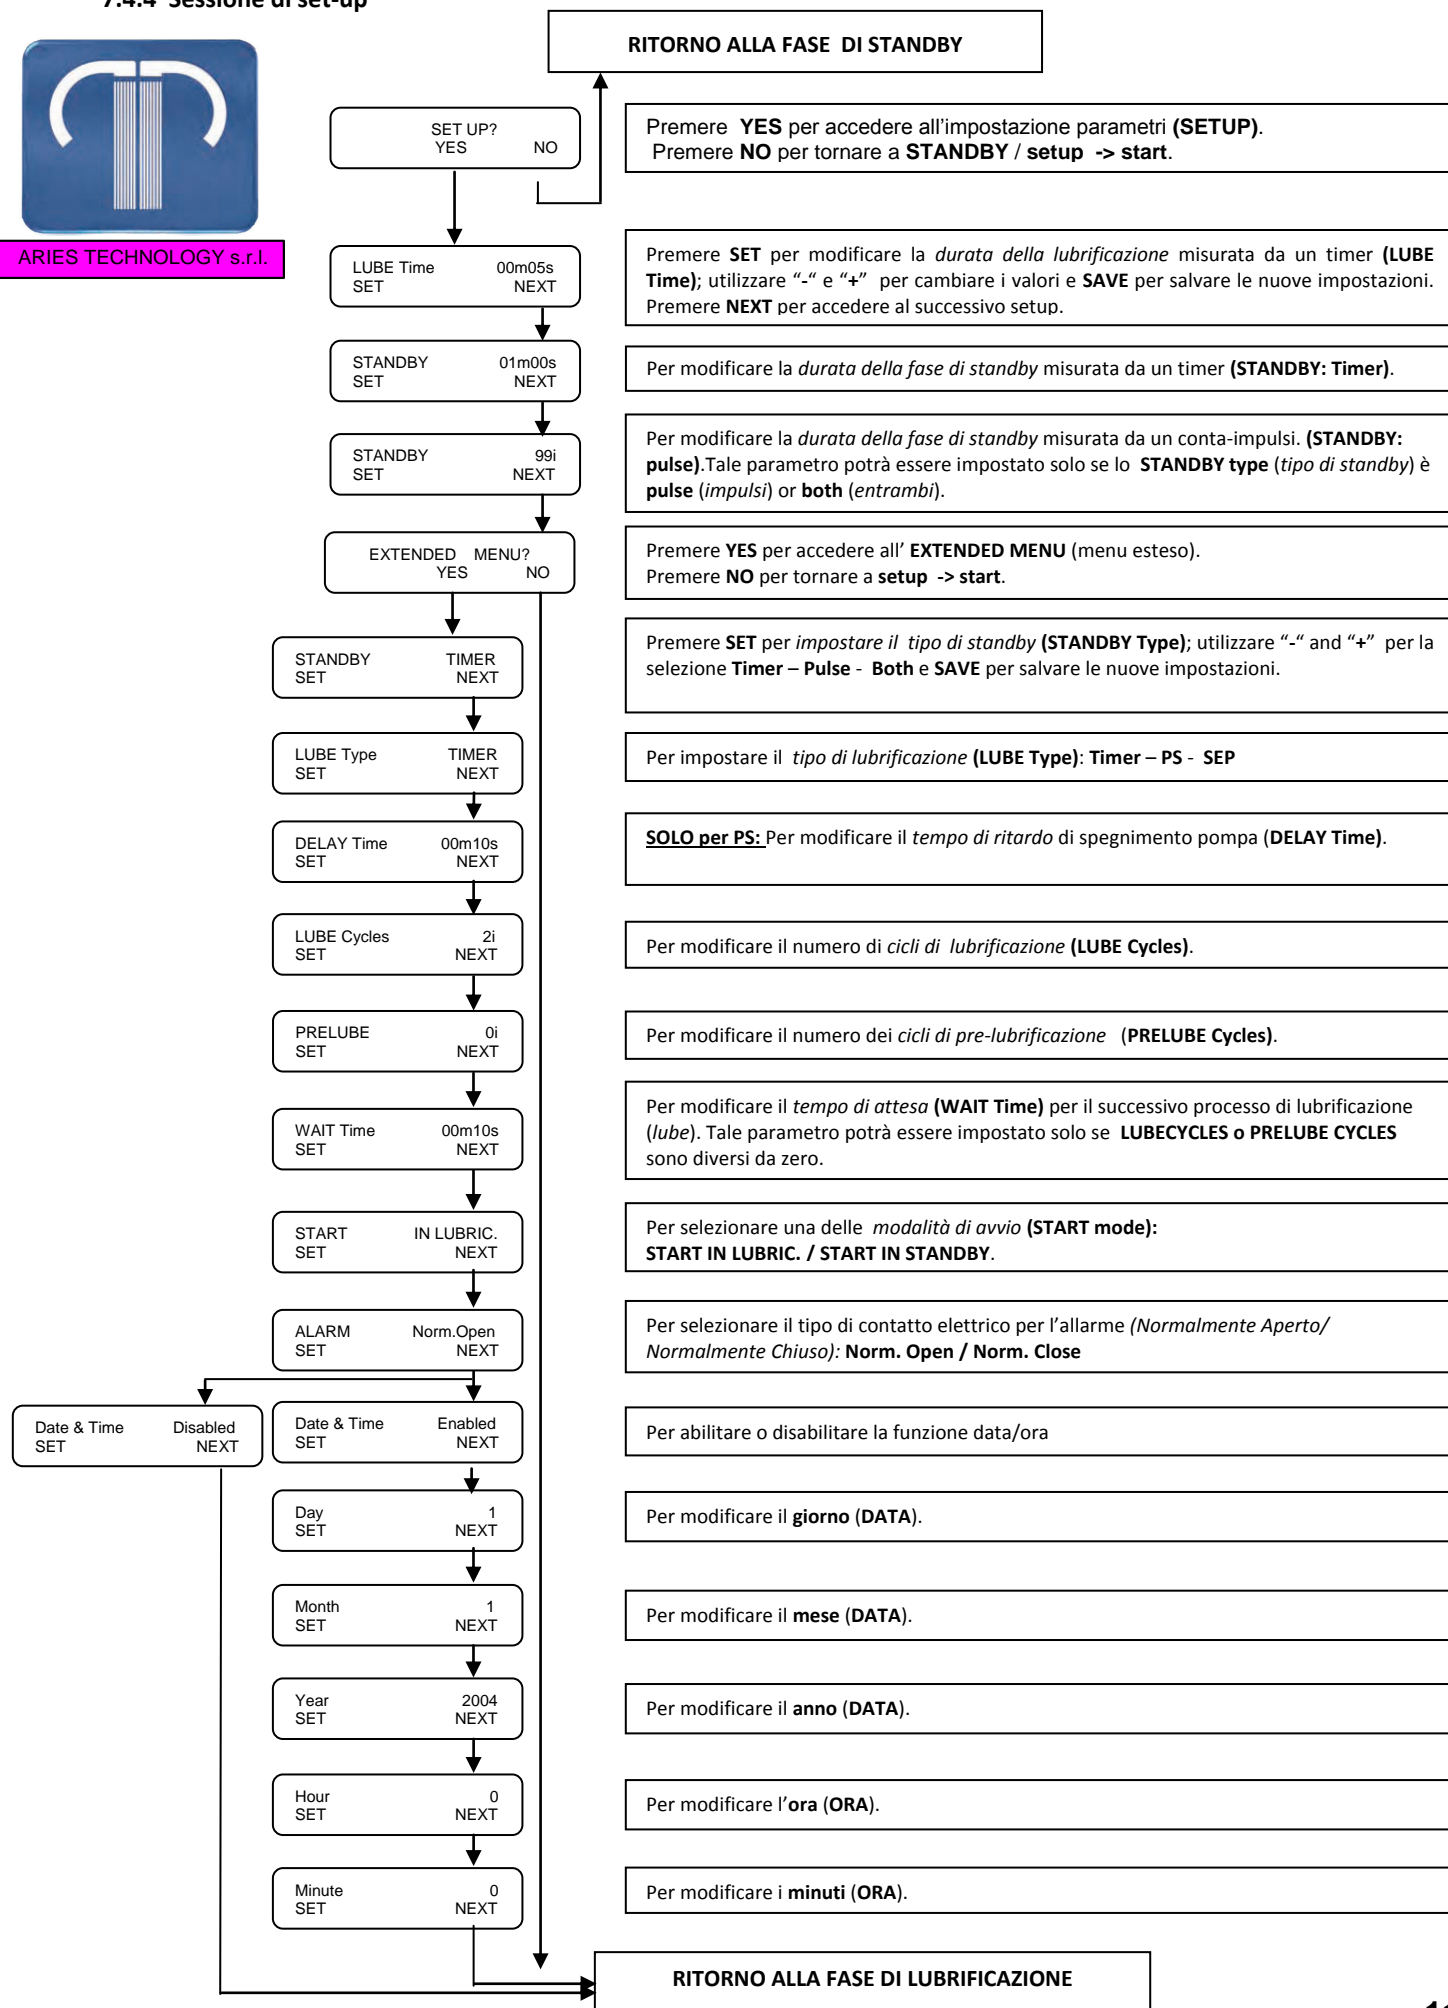 7.4.4 Sessione di set-up
RITORNO ALLA FASE DI STANDBY
SET UP?
YES NO
Premere YES per accedere all’impostazione parametri (SETUP).
Premere NO per tornare a STANDBY / setup -> start.
ARIES TECHNOLOGY s.r.l.
LUBE Time 00m05s
SET NEXT
Premere SET per modificare la durata della lubrificazione misurata da un timer (LUBE
Time); utilizzare “-“ e “+” per cambiare i valori e SAVE per salvare le nuove impostazioni.
Premere NEXT per accedere al successivo setup.
STANDBY 01m00s
SET NEXT
Per modificare la durata della fase di standby misurata da un timer (STANDBY: Timer).
STANDBY 99i
SET NEXT
Per modificare la durata della fase di standby misurata da un conta-impulsi. (STANDBY:
pulse).Tale parametro potrà essere impostato solo se lo STANDBY type (tipo di standby) è
pulse (impulsi) or both (entrambi).
EXTENDED MENU?
YES NO
Premere YES per accedere all’ EXTENDED MENU (menu esteso).
Premere NO per tornare a setup -> start.
STANDBY TIMER
SET NEXT
Premere SET per impostare il tipo di standby (STANDBY Type); utilizzare “-“ and “+” per la
selezione Timer – Pulse - Both e SAVE per salvare le nuove impostazioni.
LUBE Type TIMER
SET NEXT
Per impostare il tipo di lubrificazione (LUBE Type): Timer – PS - SEP
DELAY Time 00m10s
SET NEXT
SOLO per PS: Per modificare il tempo di ritardo di spegnimento pompa (DELAY Time).
LUBE Cycles 2i
SET NEXT
Per modificare il numero di cicli di lubrificazione (LUBE Cycles).
PRELUBE 0i
SET NEXT
Per modificare il numero dei cicli di pre-lubrificazione (PRELUBE Cycles).
WAIT Time 00m10s
SET NEXT
Per modificare il tempo di attesa (WAIT Time) per il successivo processo di lubrificazione
(lube). Tale parametro potrà essere impostato solo se LUBECYCLES o PRELUBE CYCLES
sono diversi da zero.
START IN LUBRIC.
SET NEXT
Per selezionare una delle modalità di avvio (START mode):
START IN LUBRIC. / START IN STANDBY.
ALARM Norm.Open
SET NEXT
Per selezionare il tipo di contatto elettrico per l’allarme (Normalmente Aperto/
Normalmente Chiuso): Norm. Open / Norm. Close
Date & Time Disabled
SET NEXT
Date & Time Enabled
SET NEXT
Per abilitare o disabilitare la funzione data/ora
Day 1
SET NEXT
Per modificare il giorno (DATA).
Month 1
SET NEXT
Per modificare il mese (DATA).
Year 2004
SET NEXT
Per modificare il anno (DATA).
Hour 0
SET NEXT
Per modificare l’ora (ORA).
Minute 0
SET NEXT
Per modificare i minuti (ORA).
RITORNO ALLA FASE DI LUBRIFICAZIONE